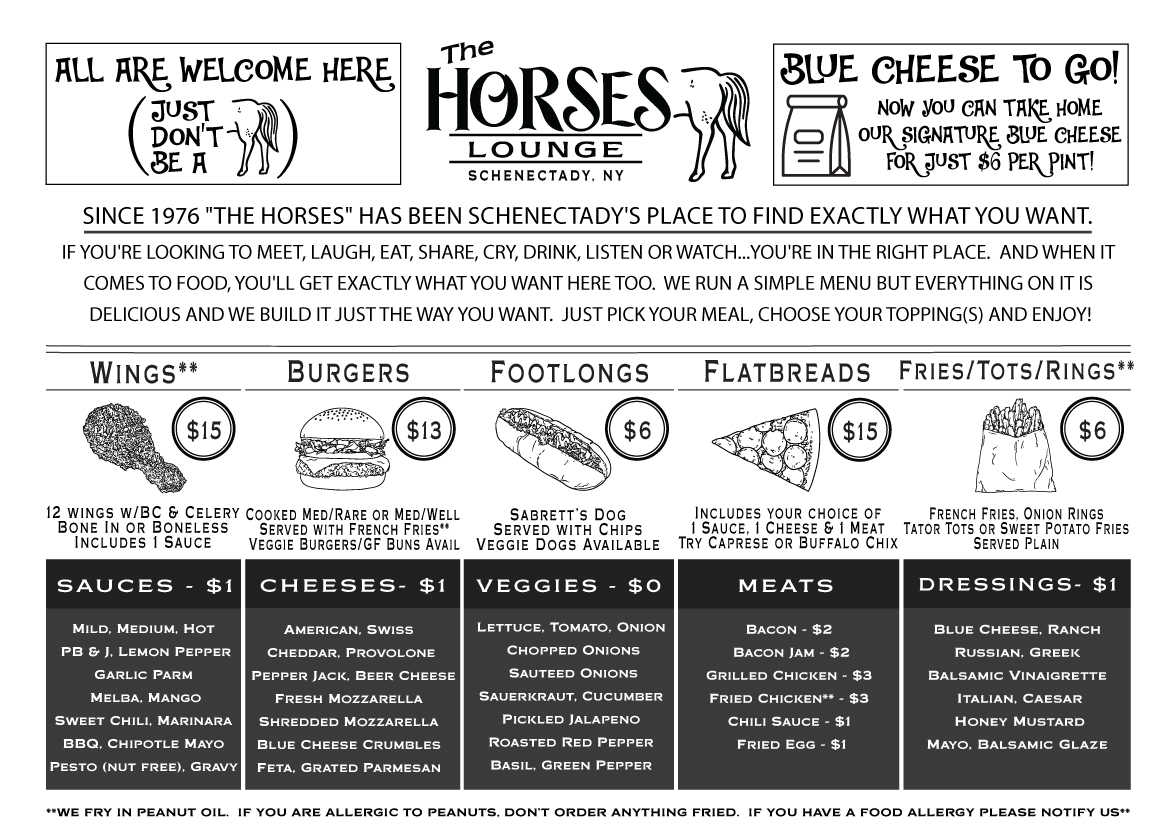 ALL ARE WELCOME HERE
(JUST
DON'T
BE A )
The
HORSES
LOUNGE
SCHENECTADY, NY
BLUE CHEESE TO GO!
NOW YOU CAN TAKE HOME
OUR SIGNATURE BLUE CHEESE
FOR JUST $6 PER PINT!
SINCE 1976 "THE HORSES" HAS BEEN SCHENECTADY'S PLACE TO FIND EXACTLY WHAT YOU WANT.
IF YOU'RE LOOKING TO MEET, LAUGH, EAT, SHARE, CRY, DRINK, LISTEN OR WATCH...YOU'RE IN THE RIGHT PLACE. AND WHEN IT
COMES TO FOOD, YOU'LL GET EXACTLY WHAT YOU WANT HERE TOO. WE RUN A SIMPLE MENU BUT EVERYTHING ON IT IS
DELICIOUS AND WE BUILD IT JUST THE WAY YOU WANT. JUST PICK YOUR MEAL, CHOOSE YOUR TOPPING(S) AND ENJOY!
WINGS**
$15
12 WINGS W/BC & CELERY
BONE IN OR BONELESS
INCLUDES 1 SAUCE
BURGERS
$13
COOKED MED/RARE OR MED/WELL
SERVED WITH FRENCH FRIES**
VEGGIE BURGERS/GF BUNS AVAIL
FOOTLONGS
$6
SABRETT'S DOG
SERVED WITH CHIPS
VEGGIE DOGS AVAILABLE
FLATBREADS
$15
INCLUDES YOUR CHOICE OF
1 SAUCE, 1 CHEESE & 1 MEAT
TRY CAPRESE OR BUFFALO CHIX
FRIES/TOTS/RINGS**
$6
FRENCH FRIES, ONION RINGS
TATOR TOTS OR SWEET POTATO FRIES
SERVED PLAIN
SAUCES - $1
MILD, MEDIUM, HOT
PB & J, LEMON PEPPER
GARLIC PARM
MELBA, MANGO
SWEET CHILI, MARINARA
BBQ, CHIPOTLE MAYO
PESTO (NUT FREE), GRAVY
CHEESES- $1
AMERICAN, SWISS
CHEDDAR, PROVOLONE
PEPPER JACK, BEER CHEESE
FRESH MOZZARELLA
SHREDDED MOZZARELLA
BLUE CHEESE CRUMBLES
FETA, GRATED PARMESAN
VEGGIES - $0
LETTUCE, TOMATO, ONION
CHOPPED ONIONS
SAUTEED ONIONS
SAUERKRAUT, CUCUMBER
PICKLED JALAPENO
ROASTED RED PEPPER
BASIL, GREEN PEPPER
MEATS
BACON - $2
BACON JAM - $2
GRILLED CHICKEN - $3
FRIED CHICKEN** - $3
CHILI SAUCE - $1
FRIED EGG - $1
DRESSINGS- $1
BLUE CHEESE, RANCH
RUSSIAN, GREEK
BALSAMIC VINAIGRETTE
ITALIAN, CAESAR
HONEY MUSTARD
MAYO, BALSAMIC GLAZE
**WE FRY IN PEANUT OIL. IF YOU ARE ALLERGIC TO PEANUTS, DON'T ORDER ANYTHING FRIED. IF YOU HAVE A FOOD ALLERGY PLEASE NOTIFY US**